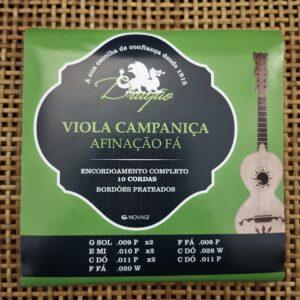 A sua escolha de confiança desde 1915
Dragão
VIOLA CAMPANIÇA
AFINAÇÃO FÁ
ENCORDOAMENTO COMPLETO
10 CORDAS
BORDÕES PRATEADOS
NOVAGI
G SOL .009 P x2
E MI .010 P x2
C DÓ .011 P x2
F FÁ .020 W
F FÁ .009 P
C DÓ .026 W
C DÓ .011 P